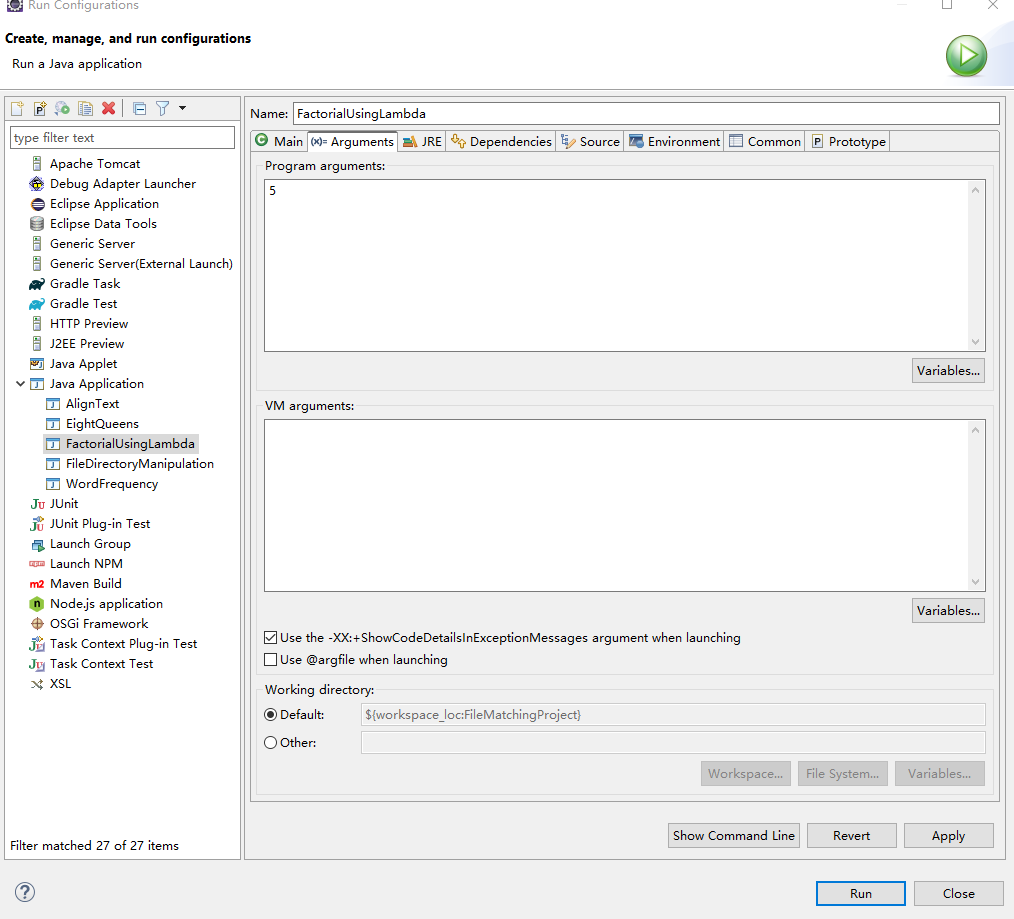 Run Configurations
Create, manage, and run configurations
Run a Java application
type filter text
Apache Tomcat
Debug Adapter Launcher
Eclipse Application
Eclipse Data Tools
Generic Server
Generic Server(External Launch)
Gradle Task
Gradle Test
HTTP Preview
J2EE Preview
Java Applet
Java Application
AlignText
EightQueens
FactorialUsingLambda
FileDirectoryManipulation
WordFrequency
JUnit
JUnit Plug-in Test
Launch Group
Launch NPM
Maven Build
Node.js application
OSGi Framework
Task Context Plug-in Test
Task Context Test
XSL
Filter matched 27 of 27 items
Name: FactorialUsingLambda
Main (x)= Arguments JRE Dependencies Source Environment Common Prototype
Program arguments:
5
Variables...
VM arguments:
Variables...
Use the -XX:+ShowCodeDetailsInExceptionMessages argument when launching
Use @argfile when launching
Working directory:
Default: ${workspace_loc:FileMatchingProject}
Other:
Workspace... File System... Variables...
Show Command Line Revert Apply
Run Close